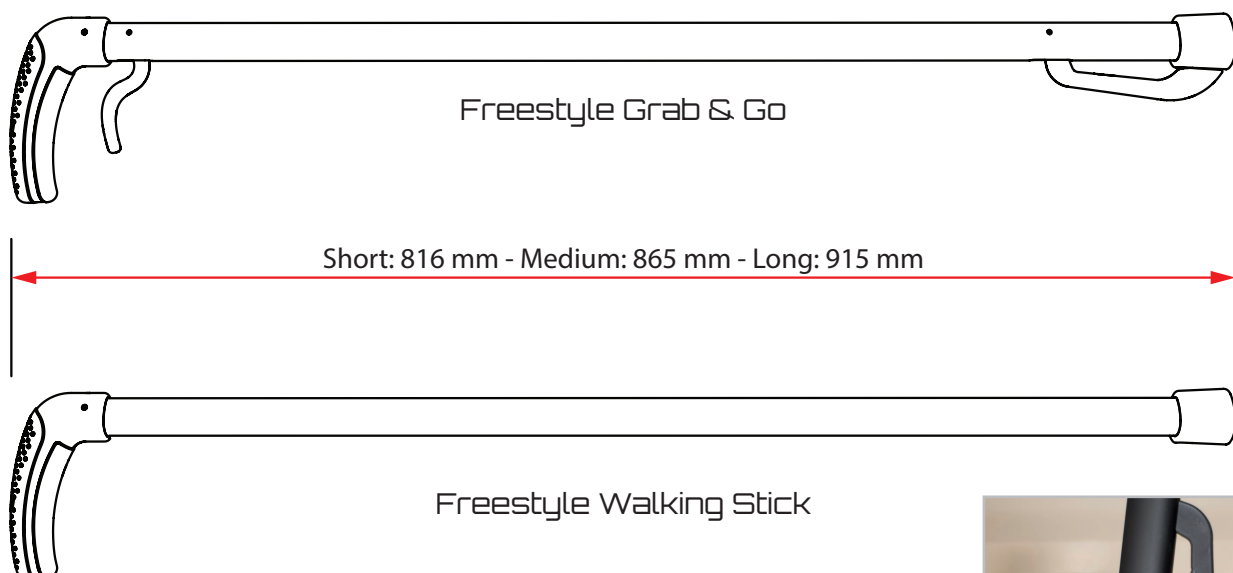 Freestyle Grab & Go
Short: 816 mm - Medium: 865 mm - Long: 915 mm
Freestyle Walking Stick